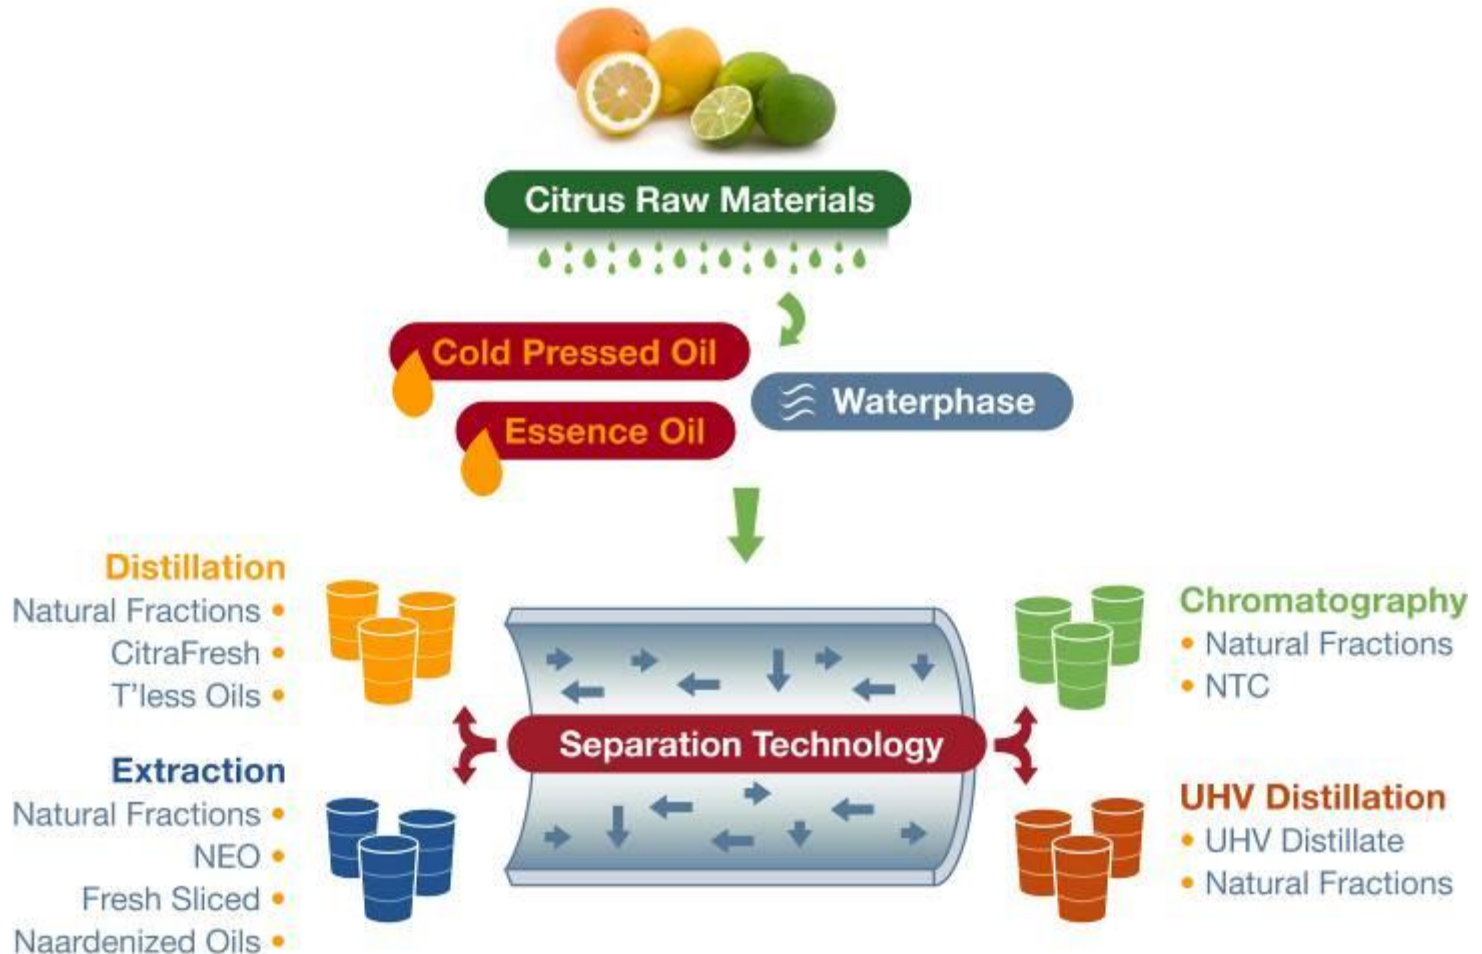 Citrus Raw Materials
Cold Pressed Oil
Waterphase
Essence Oil
Distillation
Natural Fractions •
CitraFresh •
T'less Oils •
Extraction
Natural Fractions •
NEO •
Fresh Sliced •
Naardenized Oils •
Separation Technology
Chromatography
• Natural Fractions
• NTC
UHV Distillation
• UHV Distillate
• Natural Fractions